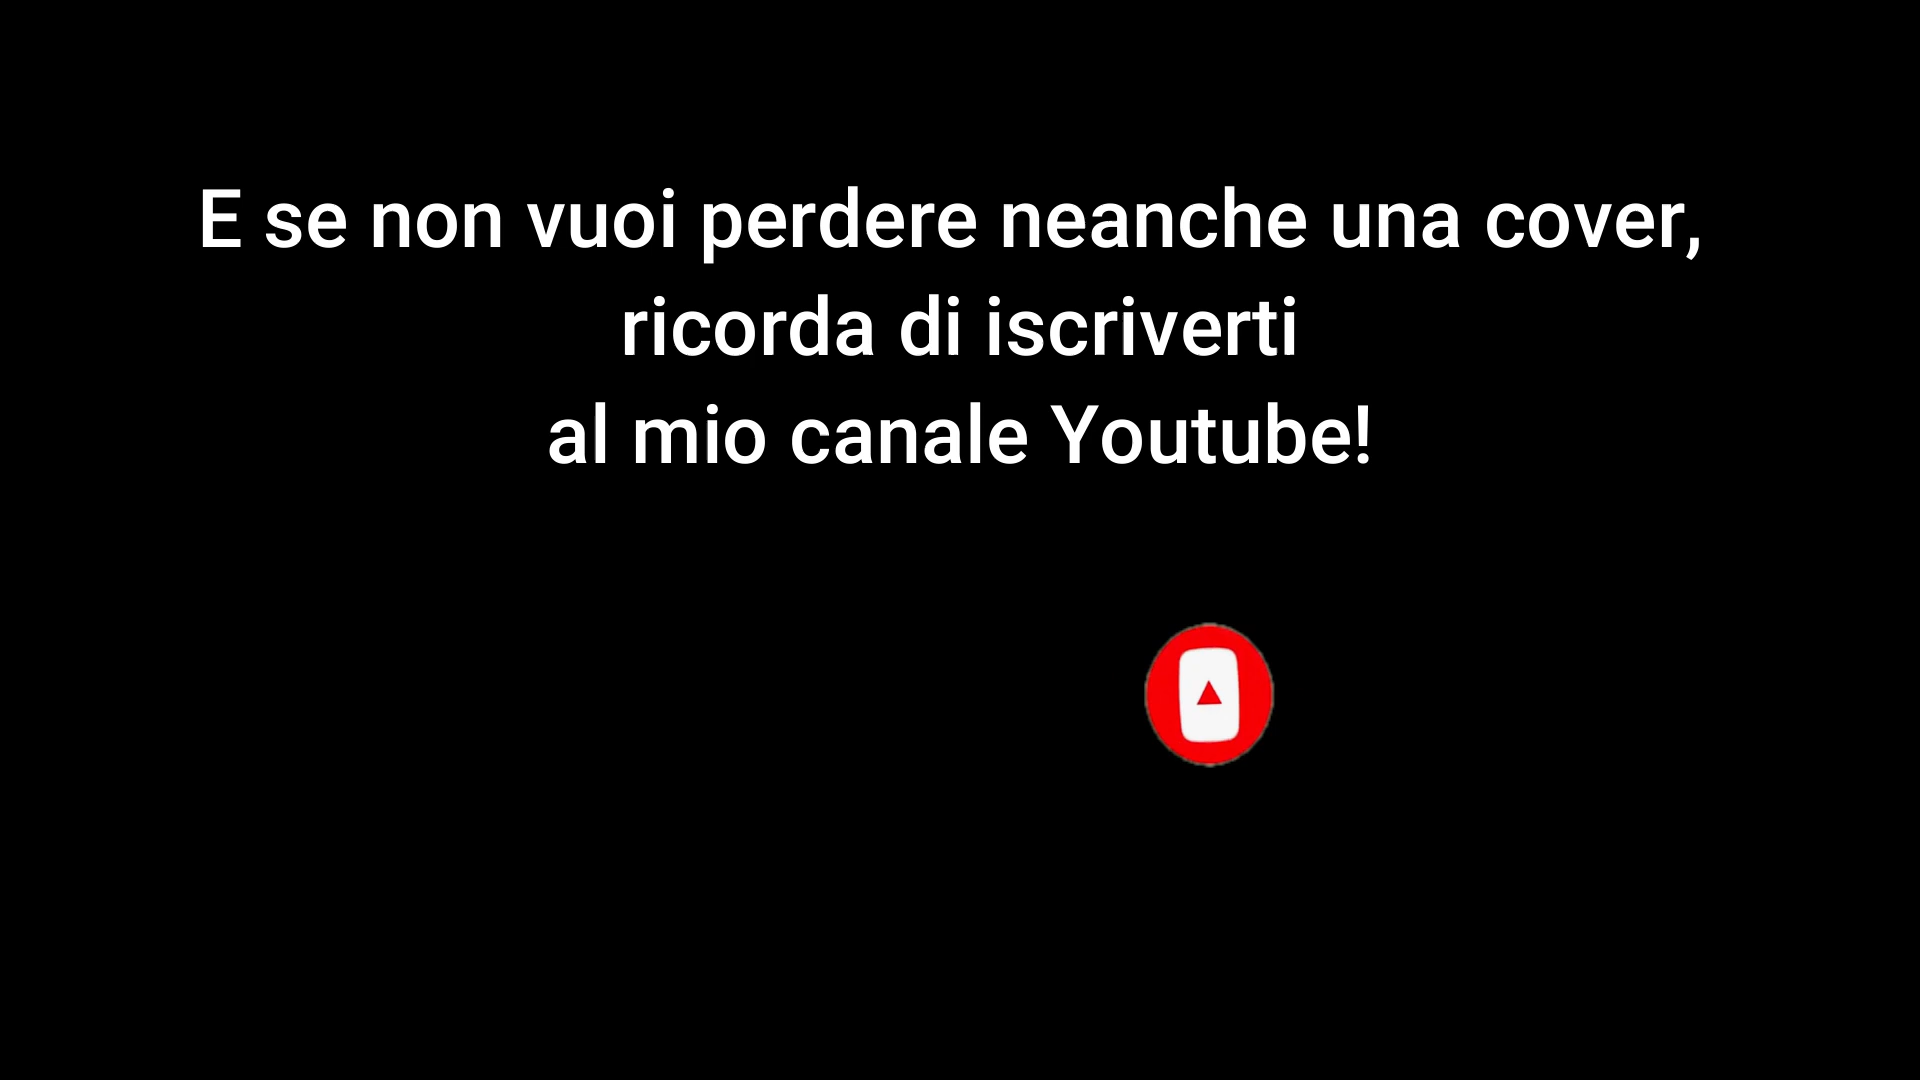 E se non vuoi perdere neanche una cover,
ricorda di iscriverti
al mio canale Youtube!